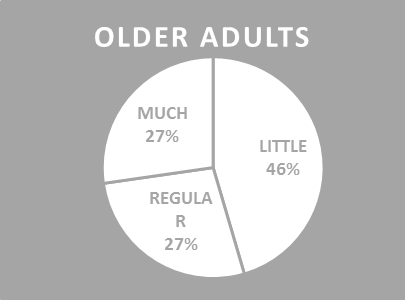 OLDER ADULTS
MUCH
27%
LITTLE
46%
REGULA
R
27%